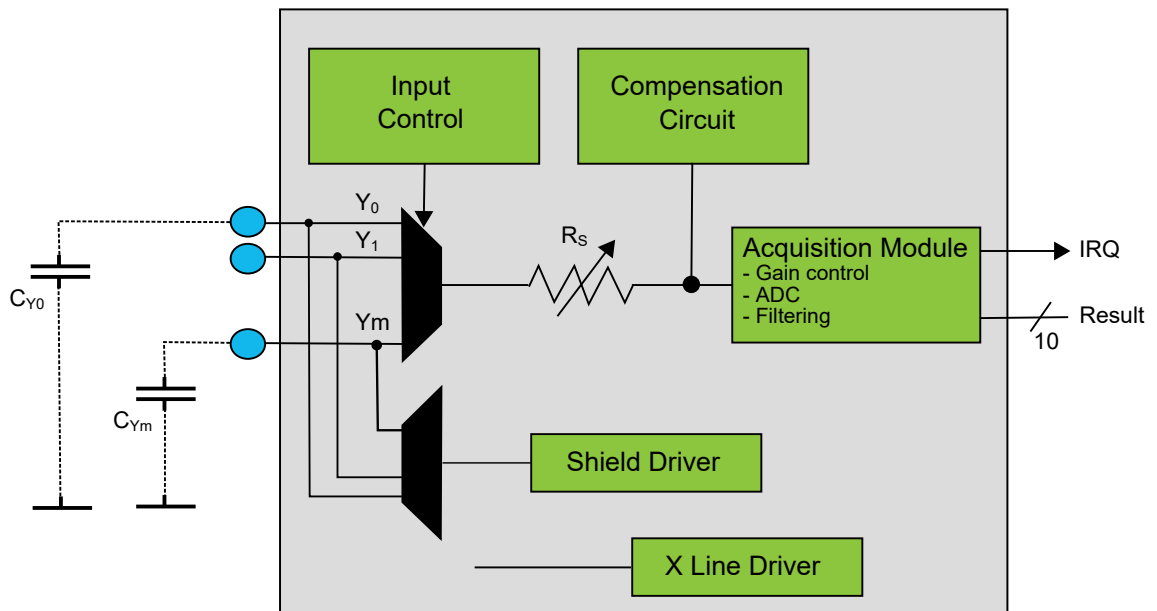 Input
Control
Compensation
Circuit
Y0
Y1
RS
Acquisition Module
- Gain control
- ADC
- Filtering
IRQ
Result
10
CY0
Ym
CYm
Shield Driver
X Line Driver